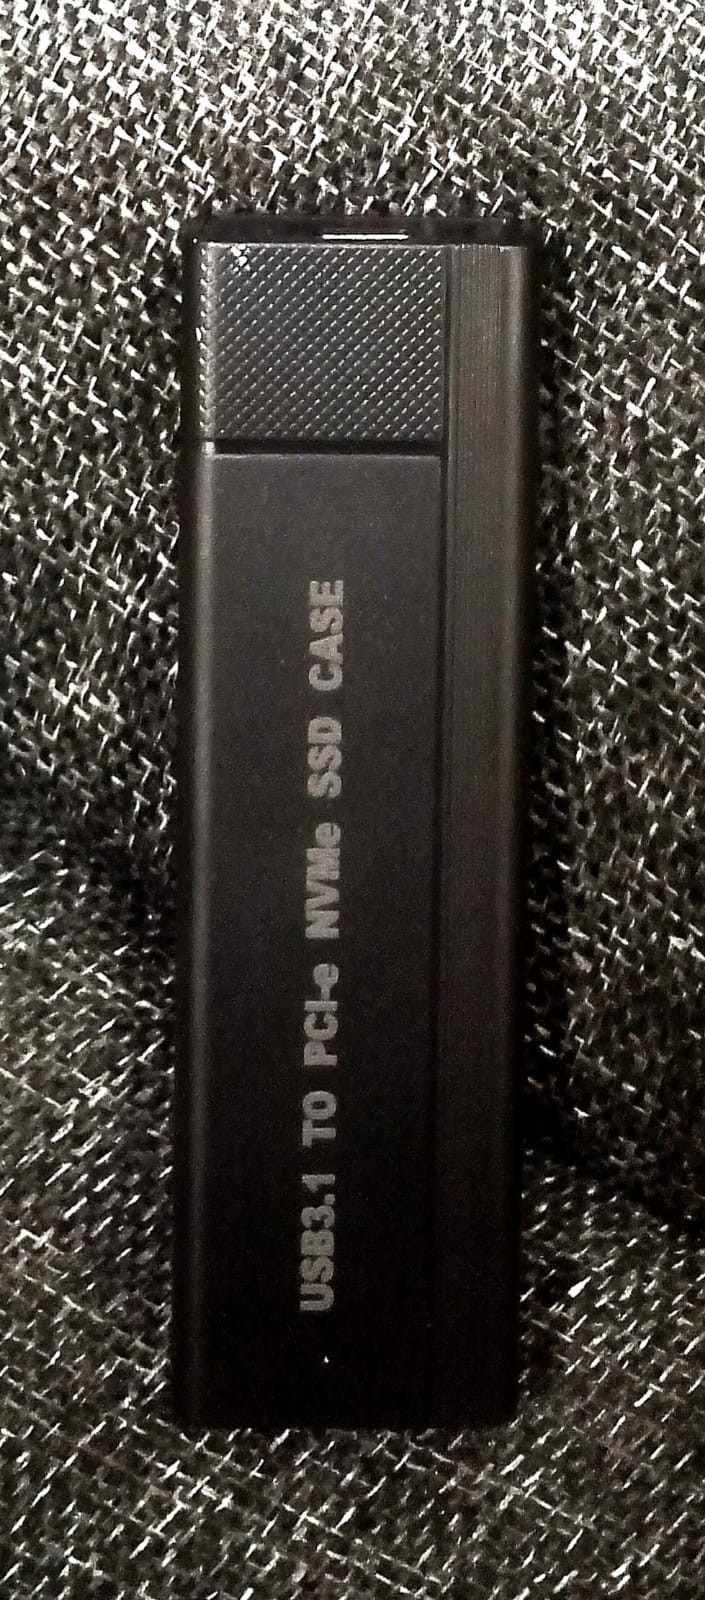 USB3.1 TO PCI-e NVMe SSD CASE